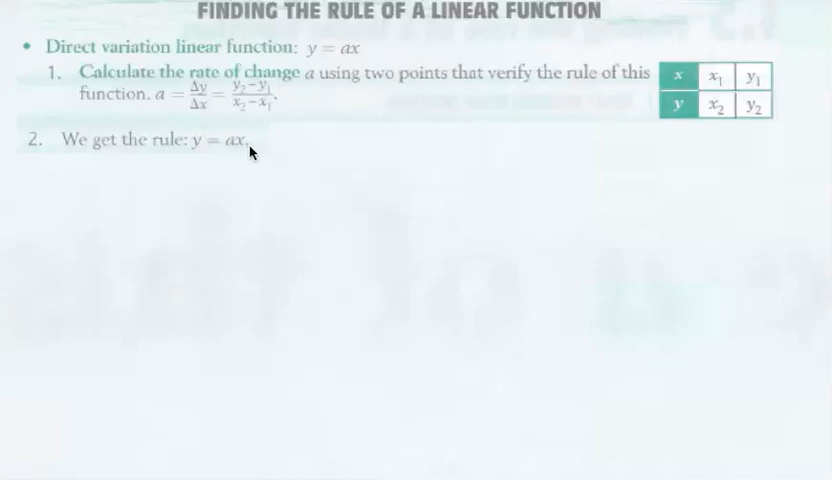 FINDING THE RULE OF A LINEAR FUNCTION
• Direct variation linear function: y = ax
1. Calculate the rate of change a using two points that verify the rule of this
function. a = Δy/Δx = (y₂−y₁)/(x₂−x₁).
x x₁ y₁
y x₂ y₂
2. We get the rule: y = ax.